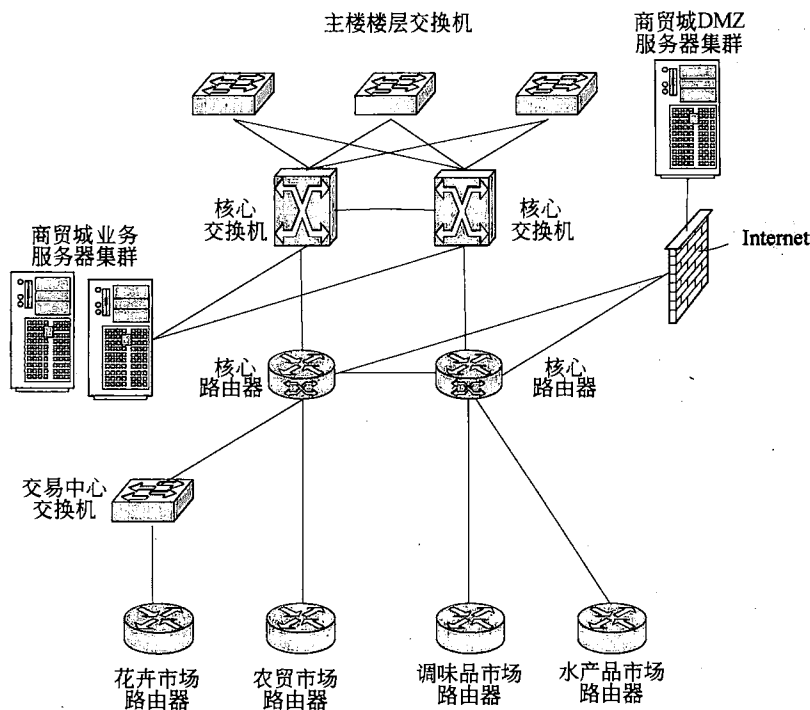 主楼楼层交换机
商贸城DMZ
服务器集群
核心
交换机
核心
交换机
商贸城业务
服务器集群
Internet
核心
路由器
核心
路由器
交易中心
交换机
花卉市场
路由器
农贸市场
路由器
调味品市场
路由器
水产品市场
路由器